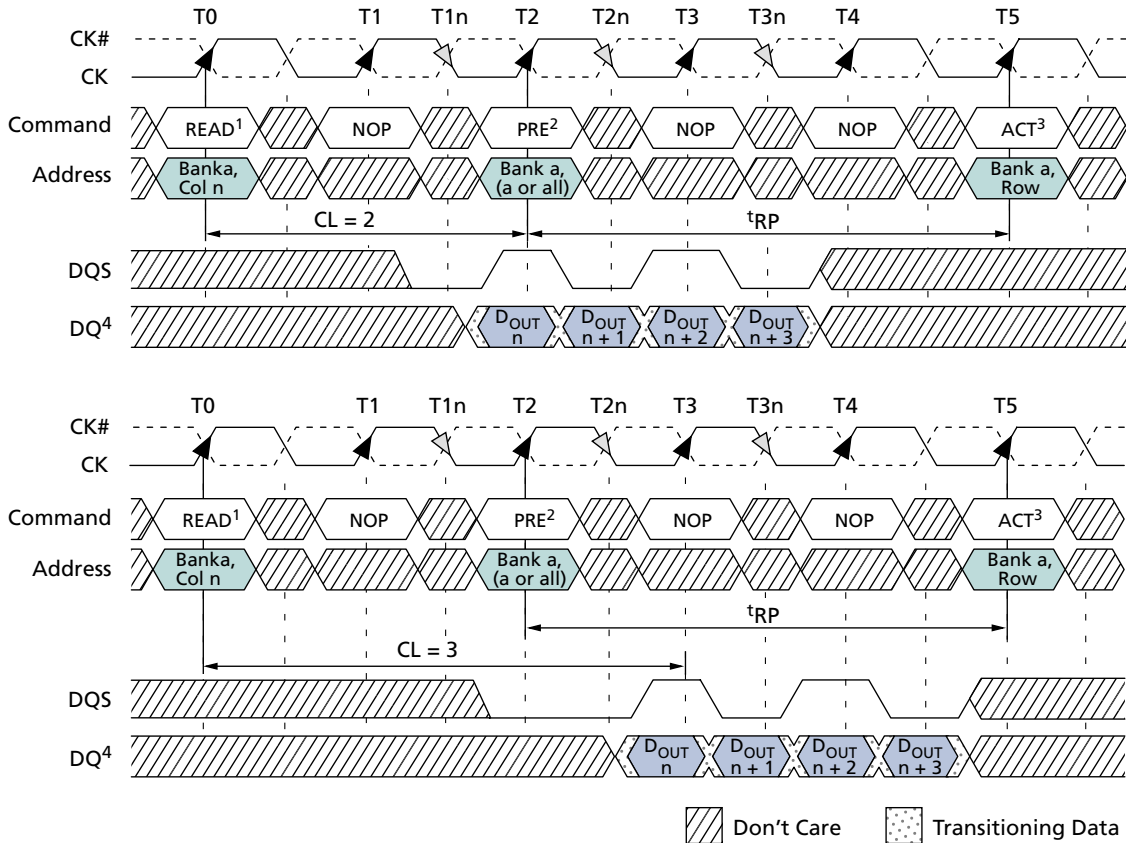 T0 T1 T1n T2 T2n T3 T3n T4 T5
CK#
CK
Command READ¹ NOP PRE² NOP NOP ACT³
Address Banka, Col n Bank a, (a or all) Bank a, Row
CL = 2 tRP
DQS
DQ⁴ DOUT n DOUT n + 1 DOUT n + 2 DOUT n + 3
T0 T1 T1n T2 T2n T3 T3n T4 T5
CK#
CK
Command READ¹ NOP PRE² NOP NOP ACT³
Address Banka, Col n Bank a, (a or all) Bank a, Row
tRP
CL = 3
DQS
DQ⁴ DOUT n DOUT n + 1 DOUT n + 2 DOUT n + 3
Don't Care Transitioning Data